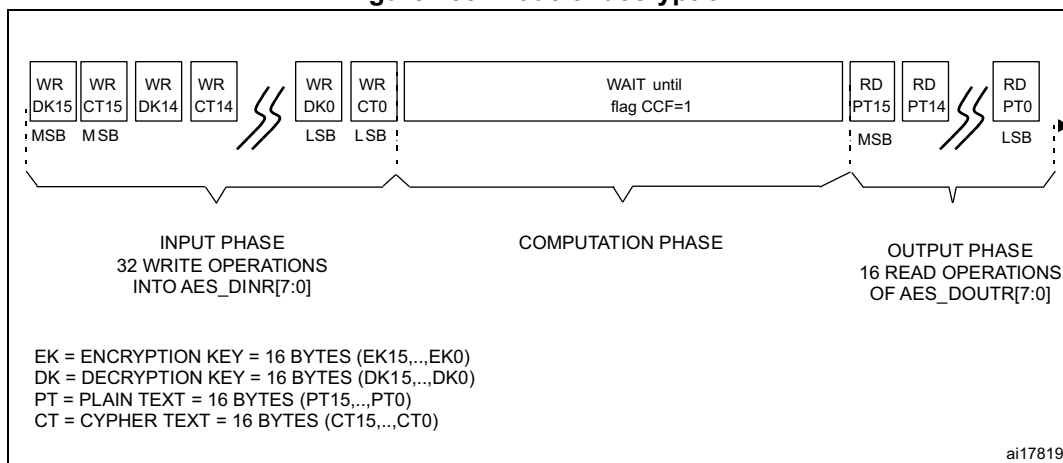 WR DK15 WR CT15 WR DK14 WR CT14 WR DK0 WR CT0 WAIT until flag CCF=1 RD PT15 RD PT14 RD PT0
MSB MSB LSB LSB MSB LSB
INPUT PHASE
32 WRITE OPERATIONS
INTO AES_DINR[7:0]
COMPUTATION PHASE
OUTPUT PHASE
16 READ OPERATIONS
OF AES_DOUTR[7:0]
EK = ENCRYPTION KEY = 16 BYTES (EK15,..,EK0)
DK = DECRYPTION KEY = 16 BYTES (DK15,..,DK0)
PT = PLAIN TEXT = 16 BYTES (PT15,..,PT0)
CT = CYPHER TEXT = 16 BYTES (CT15,..,CT0)
ai17819